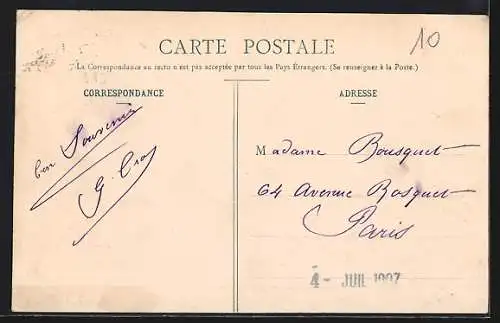 CARTE POSTALE
10
La Correspondance au recto n'est pas acceptée par tous les Pays Étrangers. (Se renseigner à la Poste.)
CORRESPONDANCE
ADRESSE
bon Souvenir
G.
Madame Bousquet
64 Avenue Bosquet
Paris
4 - JUIL 1907